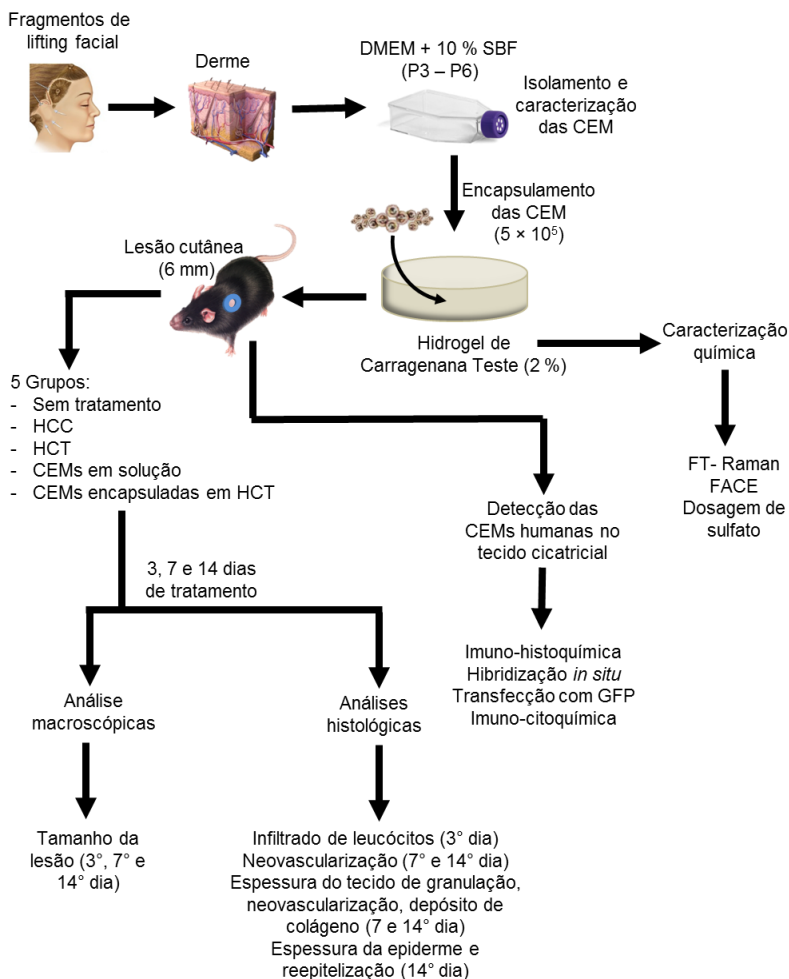 Fragmentos de
lifting facial
Derme
DMEM + 10 % SBF
(P3 – P6)
Isolamento e
caracterização
das CEM
Encapsulamento
das CEM
(5 × 10⁵)
Lesão cutânea
(6 mm)
Hidrogel de
Carragenana Teste (2 %)
Caracterização
química
5 Grupos:
- Sem tratamento
- HCC
- HCT
- CEMs em solução
- CEMs encapsuladas em HCT
FT- Raman
FACE
Dosagem de
sulfato
Detecção das
CEMs humanas no
tecido cicatricial
3, 7 e 14 dias
de tratamento
Imuno-histoquímica
Hibridização in situ
Transfecção com GFP
Imuno-citoquímica
Análise
macroscópicas
Análises
histológicas
Tamanho da
lesão (3°, 7° e
14° dia)
Infiltrado de leucócitos (3° dia)
Neovascularização (7° e 14° dia)
Espessura do tecido de granulação,
neovascularização, depósito de
colágeno (7 e 14° dia)
Espessura da epiderme e
reepitelização (14° dia)